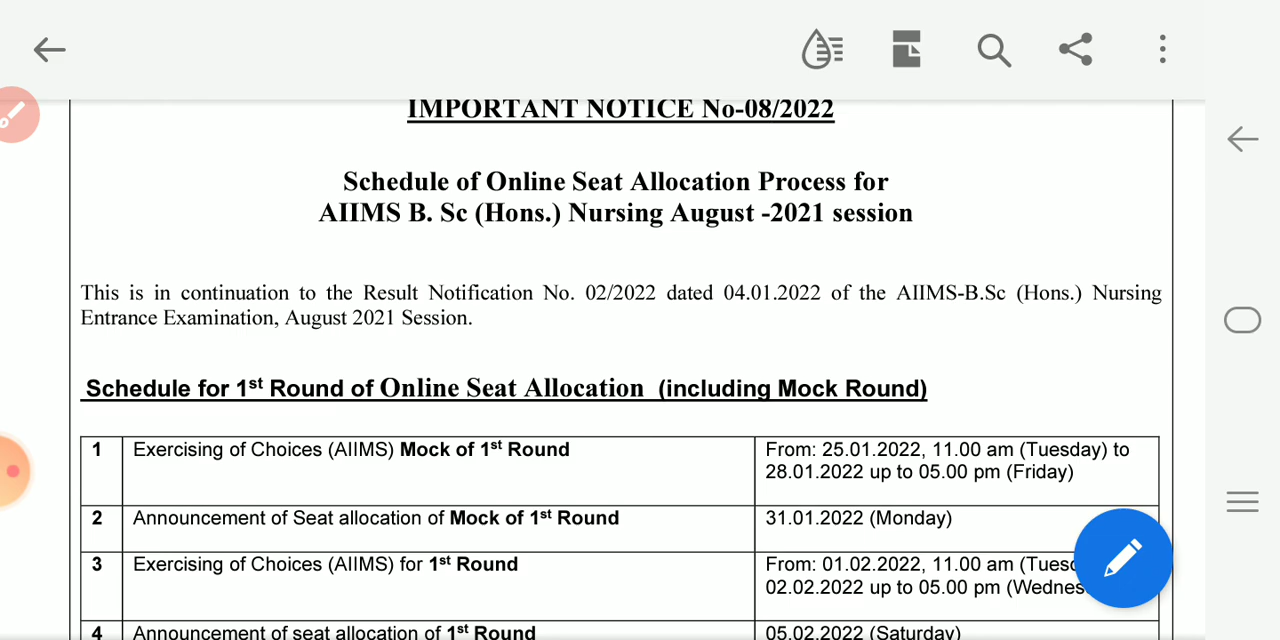 IMPORTANT NOTICE No-08/2022
Schedule of Online Seat Allocation Process for
AIIMS B. Sc (Hons.) Nursing August -2021 session
This is in continuation to the Result Notification No. 02/2022 dated 04.01.2022 of the AIIMS-B.Sc (Hons.) Nursing
Entrance Examination, August 2021 Session.
Schedule for 1st Round of Online Seat Allocation (including Mock Round)
1 Exercising of Choices (AIIMS) Mock of 1st Round From: 25.01.2022, 11.00 am (Tuesday) to
28.01.2022 up to 05.00 pm (Friday)
2 Announcement of Seat allocation of Mock of 1st Round 31.01.2022 (Monday)
3 Exercising of Choices (AIIMS) for 1st Round From: 01.02.2022, 11.00 am
02.02.2022 up to 05.00 pm
4 Announcement of seat allocation of 1st Round 05.02.2022 (Saturday)